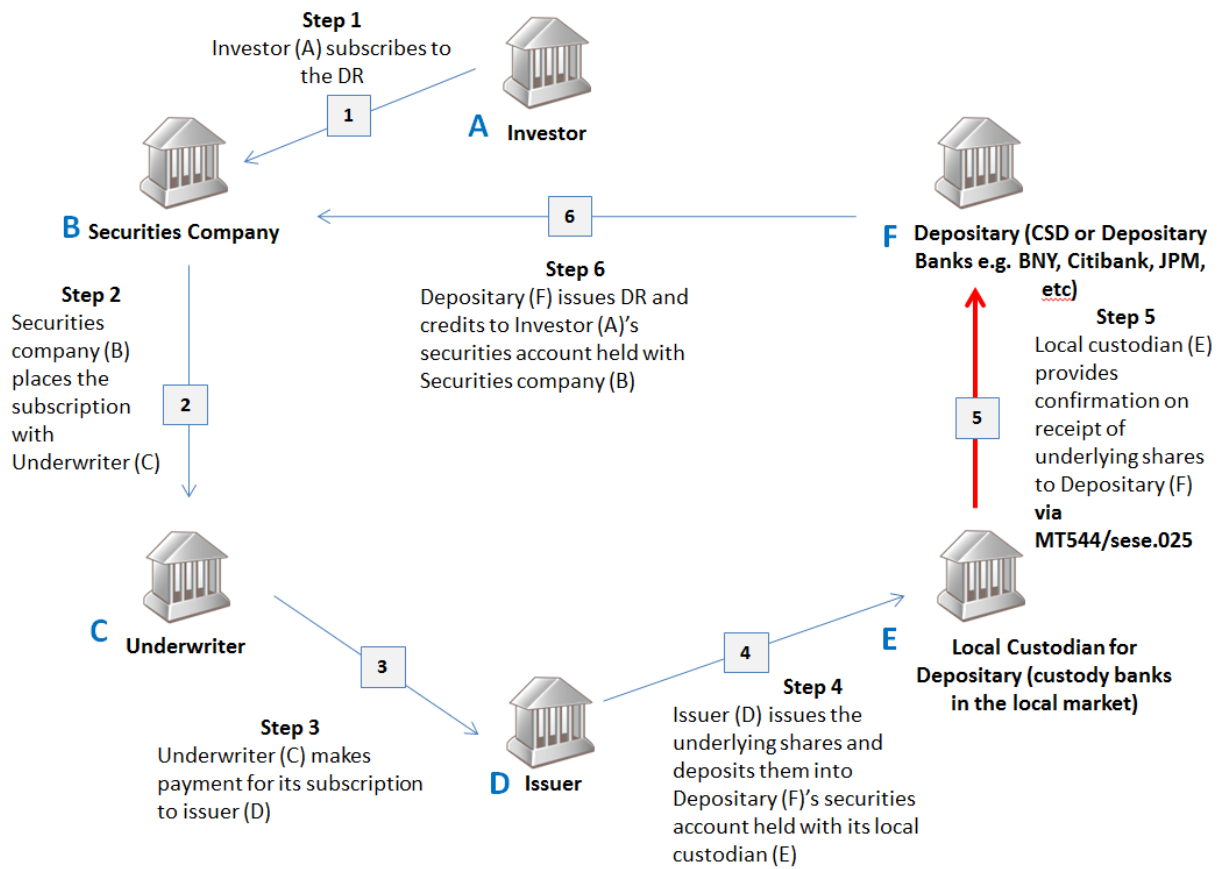 Step 1
Investor (A) subscribes to
the DR
1
A
Investor
B
Securities Company
6
F
Depositary (CSD or Depositary
Banks e.g. BNY, Citibank, JPM,
etc)
Step 6
Depositary (F) issues DR and
credits to Investor (A)'s
securities account held with
Securities company (B)
Step 2
Securities
company (B)
places the
subscription
with
Underwriter (C)
2
Step 5
Local custodian (E)
provides
confirmation on
receipt of
underlying shares
to Depositary (F)
via
MT544/sese.025
5
C
Underwriter
3
Step 3
Underwriter (C) makes
payment for its subscription
to issuer (D)
D
Issuer
4
Step 4
Issuer (D) issues the
underlying shares and
deposits them into
Depositary (F)'s securities
account held with its local
custodian (E)
E
Local Custodian for
Depositary (custody banks
in the local market)